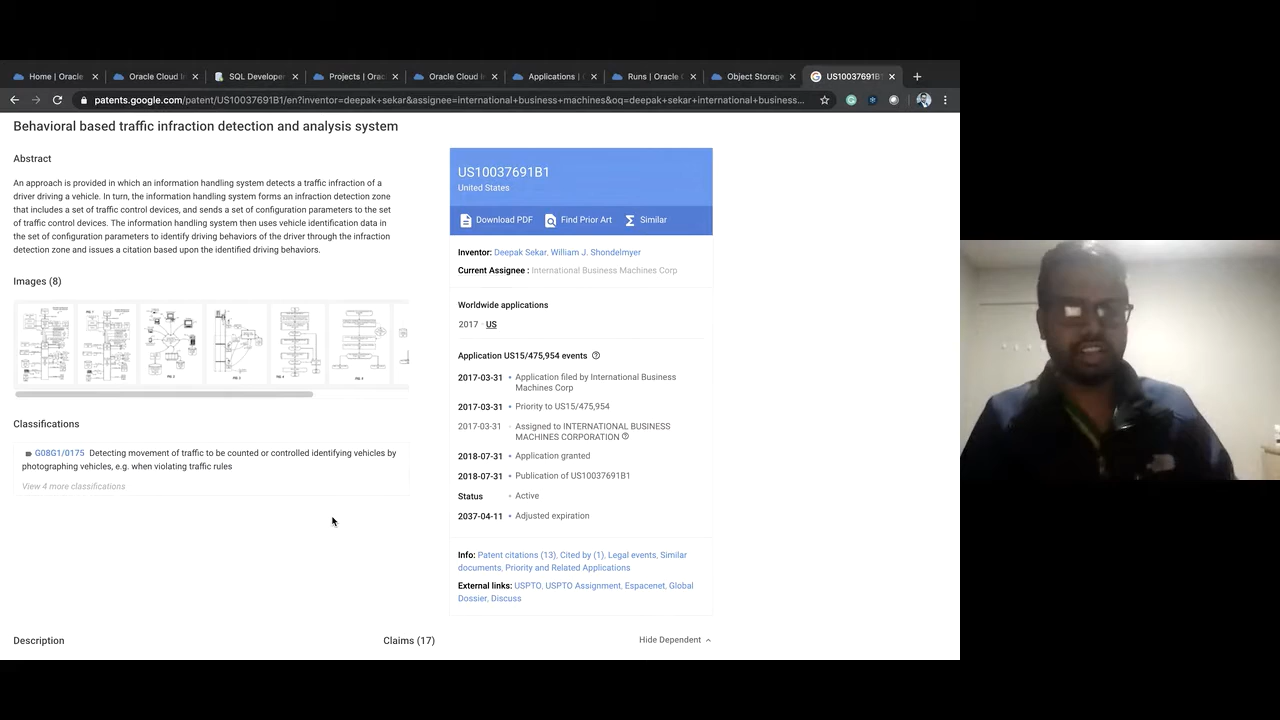 Home | Oracle
Oracle Cloud I
SQL Developer
Projects | Orac
Oracle Cloud In
Applications |
Runs | Oracle C
Object Storage
US10037691B1
patents.google.com/patent/US10037691B1/en?inventor=deepak+sekar&assignee=international+business+machines&oq=deepak+sekar+international+business...
Behavioral based traffic infraction detection and analysis system
Abstract
An approach is provided in which an information handling system detects a traffic infraction of a
driver driving a vehicle. In turn, the information handling system forms an infraction detection zone
that includes a set of traffic control devices, and sends a set of configuration parameters to the set
of traffic control devices. The information handling system then uses vehicle identification data in
the set of configuration parameters to identify driving behaviors of the driver through the infraction
detection zone and issues a citation based upon the identified driving behaviors.
Images (8)
Classifications
G08G1/0175 Detecting movement of traffic to be counted or controlled identifying vehicles by
photographing vehicles, e.g. when violating traffic rules
View 4 more classifications
Description
Claims (17)
Hide Dependent
US10037691B1
United States
Download PDF
Find Prior Art
Similar
Inventor: Deepak Sekar, William J. Shondelmyer
Current Assignee : International Business Machines Corp
Worldwide applications
2017 · US
Application US15/475,954 events
2017-03-31 • Application filed by International Business
Machines Corp
2017-03-31 • Priority to US15/475,954
2017-03-31 • Assigned to INTERNATIONAL BUSINESS
MACHINES CORPORATION
2018-07-31 • Application granted
2018-07-31 • Publication of US10037691B1
Status • Active
2037-04-11 • Adjusted expiration
Info: Patent citations (13), Cited by (1), Legal events, Similar
documents, Priority and Related Applications
External links: USPTO, USPTO Assignment, Espacenet, Global
Dossier, Discuss